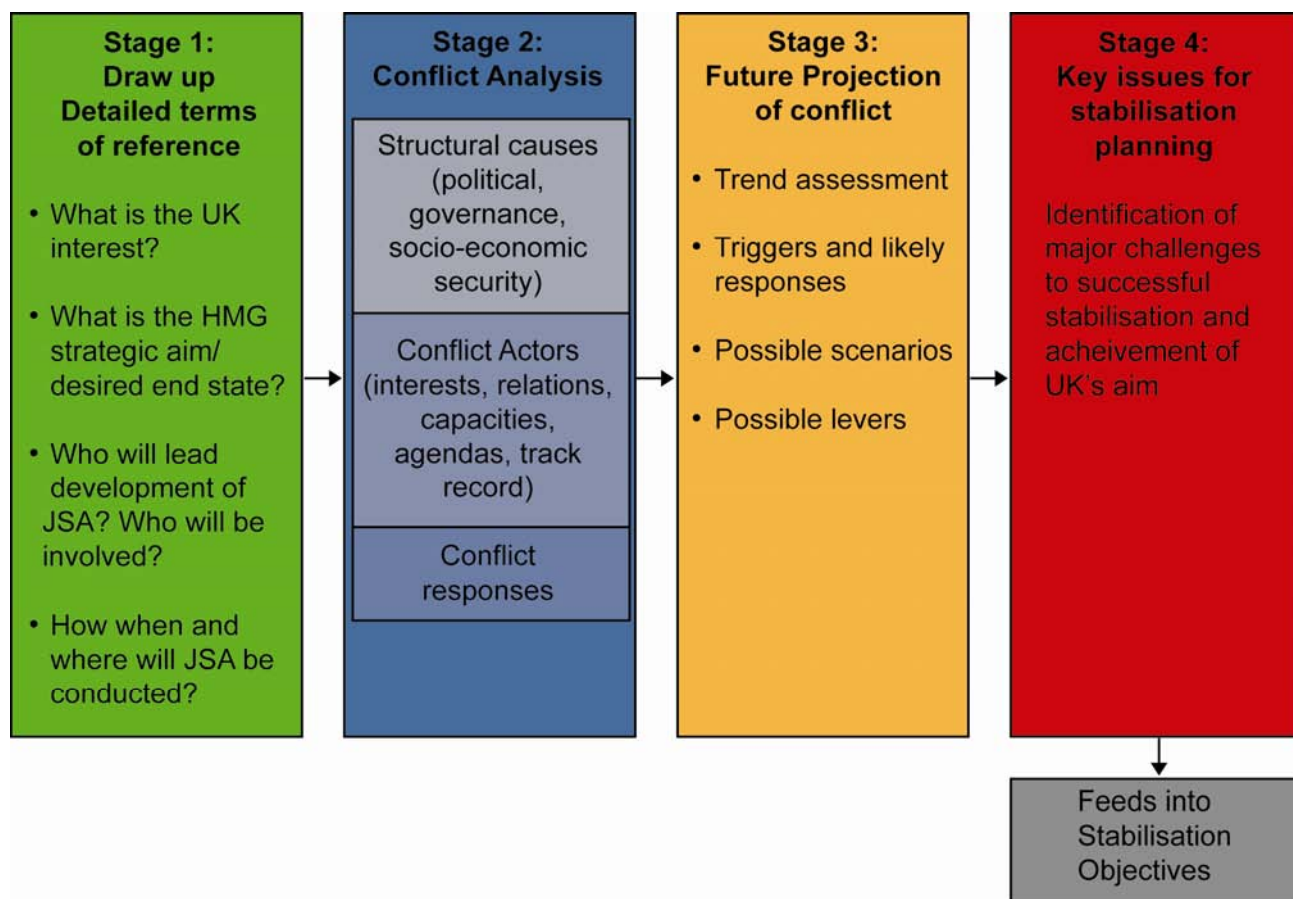 Stage 1:
Draw up
Detailed terms
of reference
• What is the UK
interest?
• What is the HMG
strategic aim/
desired end state?
• Who will lead
development of
JSA? Who will be
involved?
• How when and
where will JSA be
conducted?
Stage 2:
Conflict Analysis
Structural causes
(political,
governance,
socio-economic
security)
Conflict Actors
(interests, relations,
capacities,
agendas, track
record)
Conflict
responses
Stage 3:
Future Projection
of conflict
• Trend assessment
• Triggers and likely
responses
• Possible scenarios
• Possible levers
Stage 4:
Key issues for
stabilisation
planning
Identification of
major challenges
to successful
stabilisation and
acheivement of
UK's aim
Feeds into
Stabilisation
Objectives